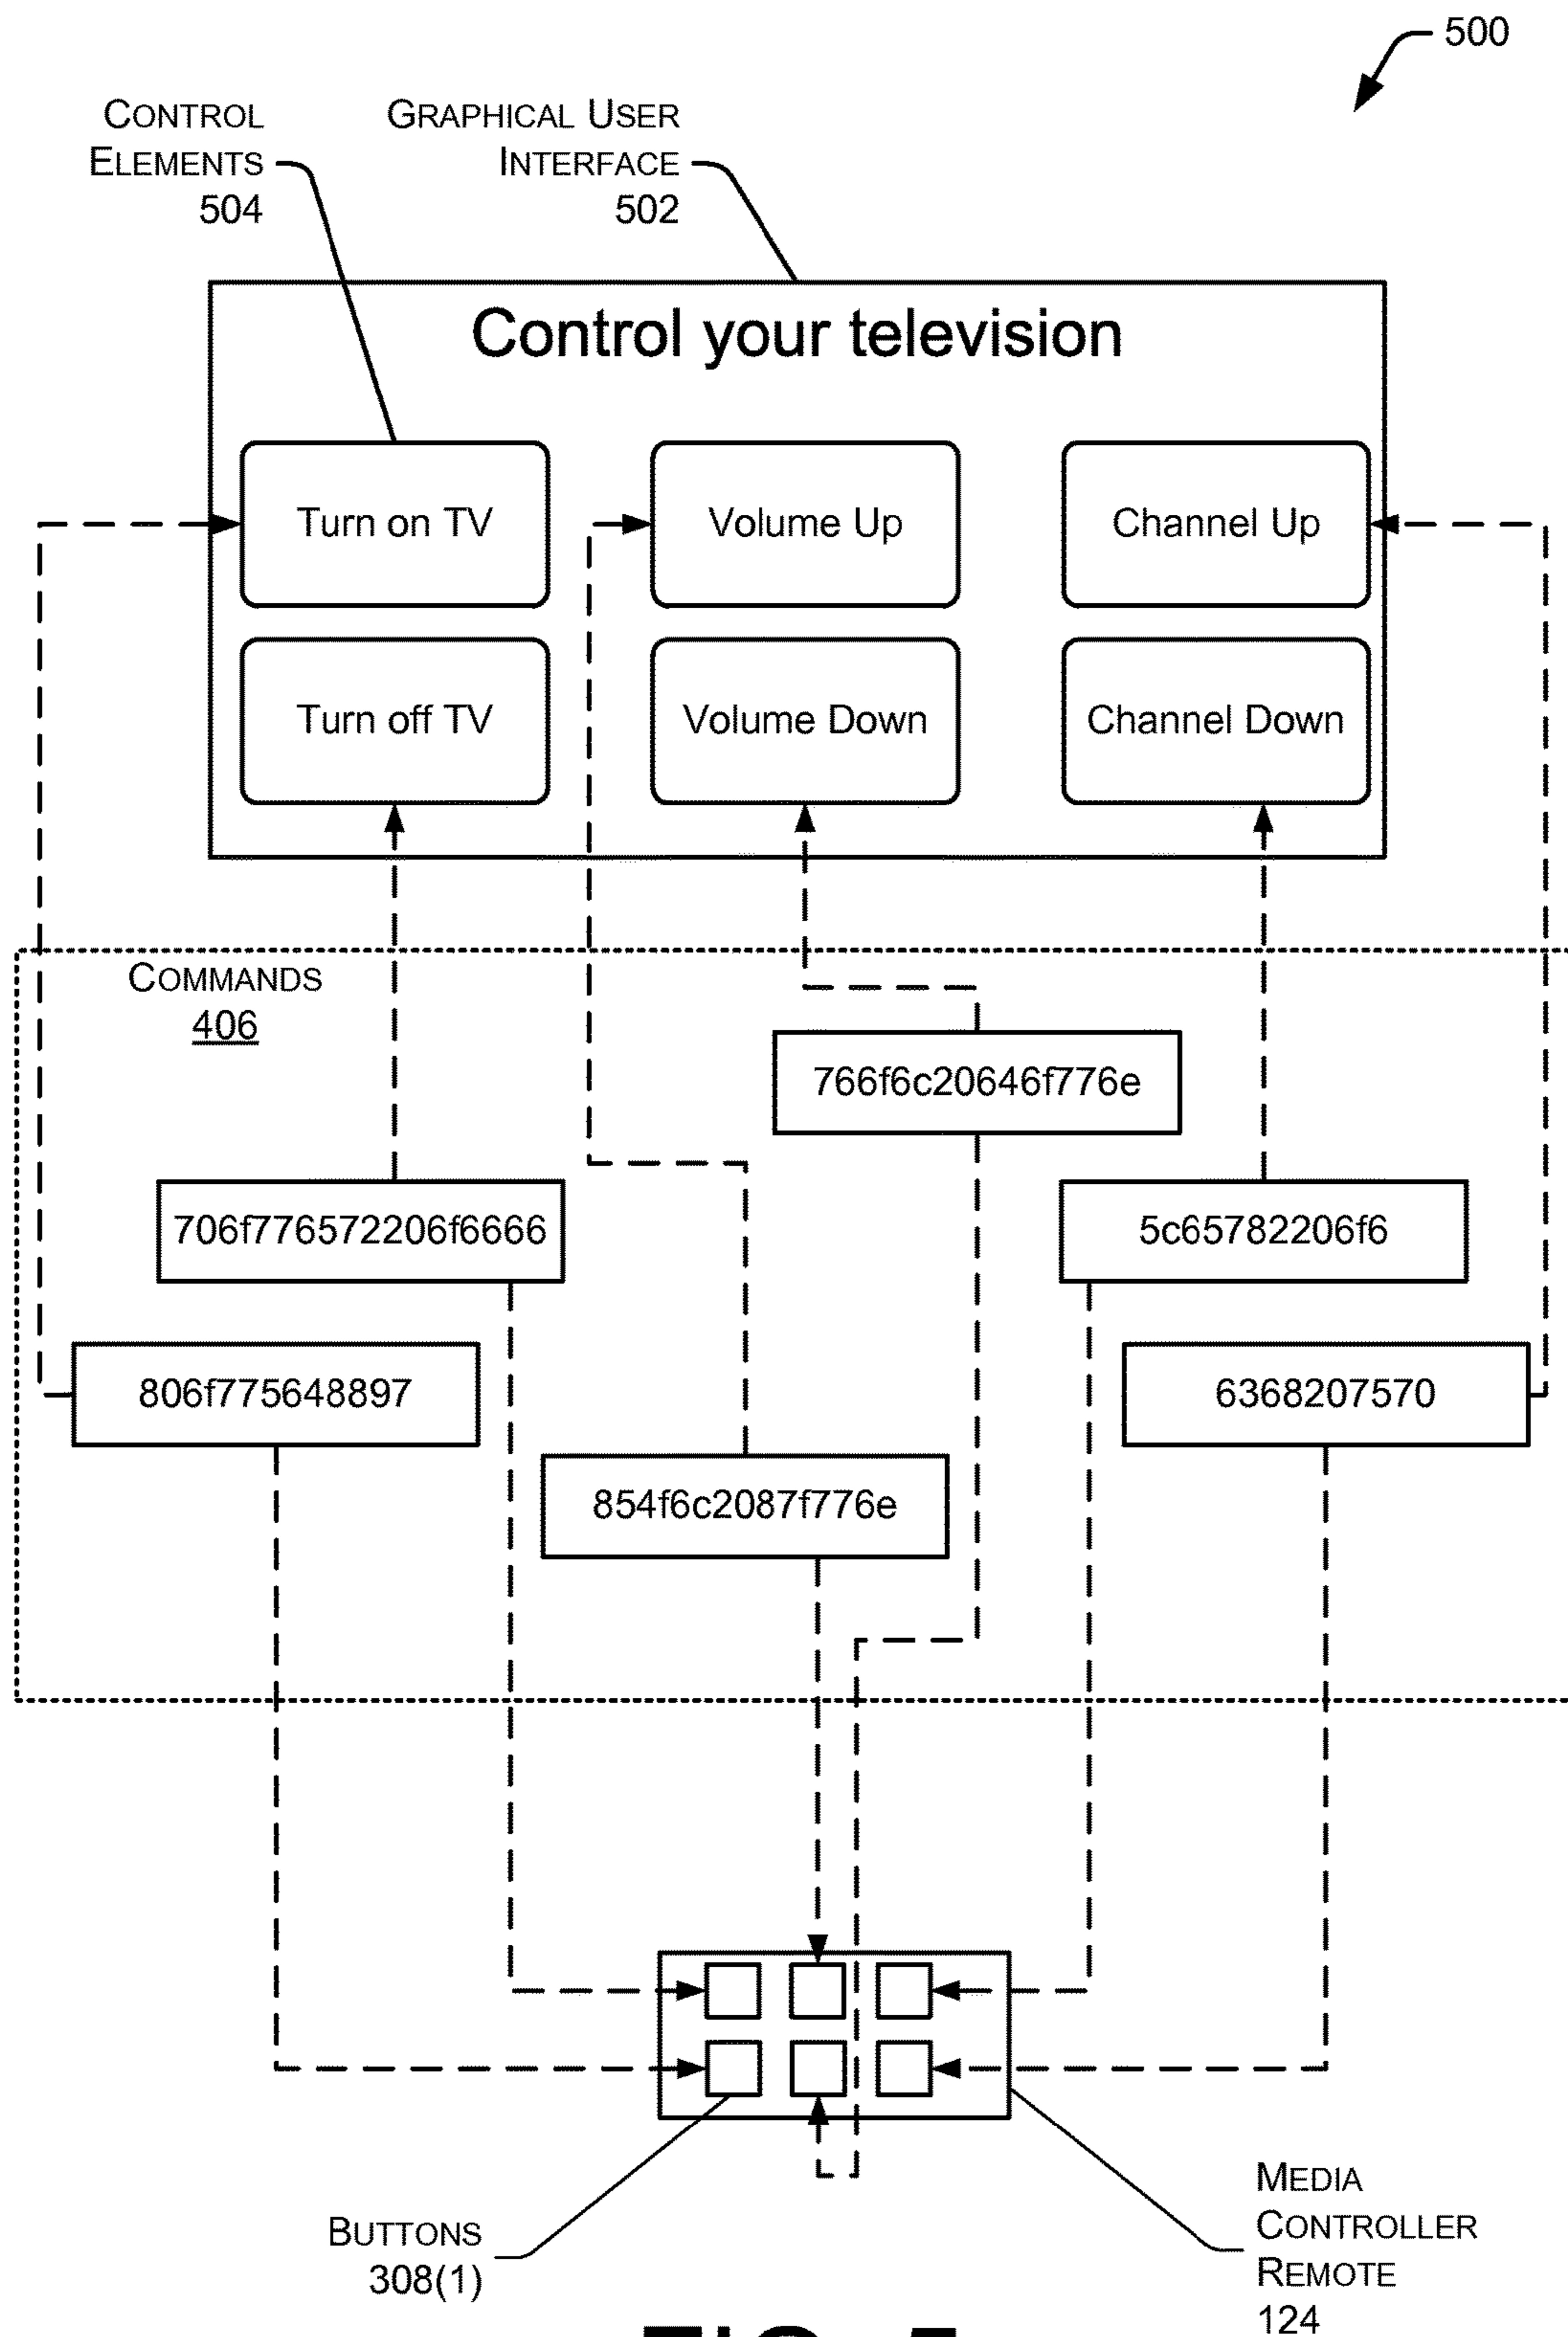 500
CONTROL
ELEMENTS
504
GRAPHICAL USER
INTERFACE
502
Control your television
Turn on TV
Volume Up
Channel Up
Turn off TV
Volume Down
Channel Down
COMMANDS
406
766f6c20646f776e
706f776572206f6666
5c65782206f6
806f775648897
6368207570
854f6c2087f776e
BUTTONS
308(1)
MEDIA
CONTROLLER
REMOTE
124